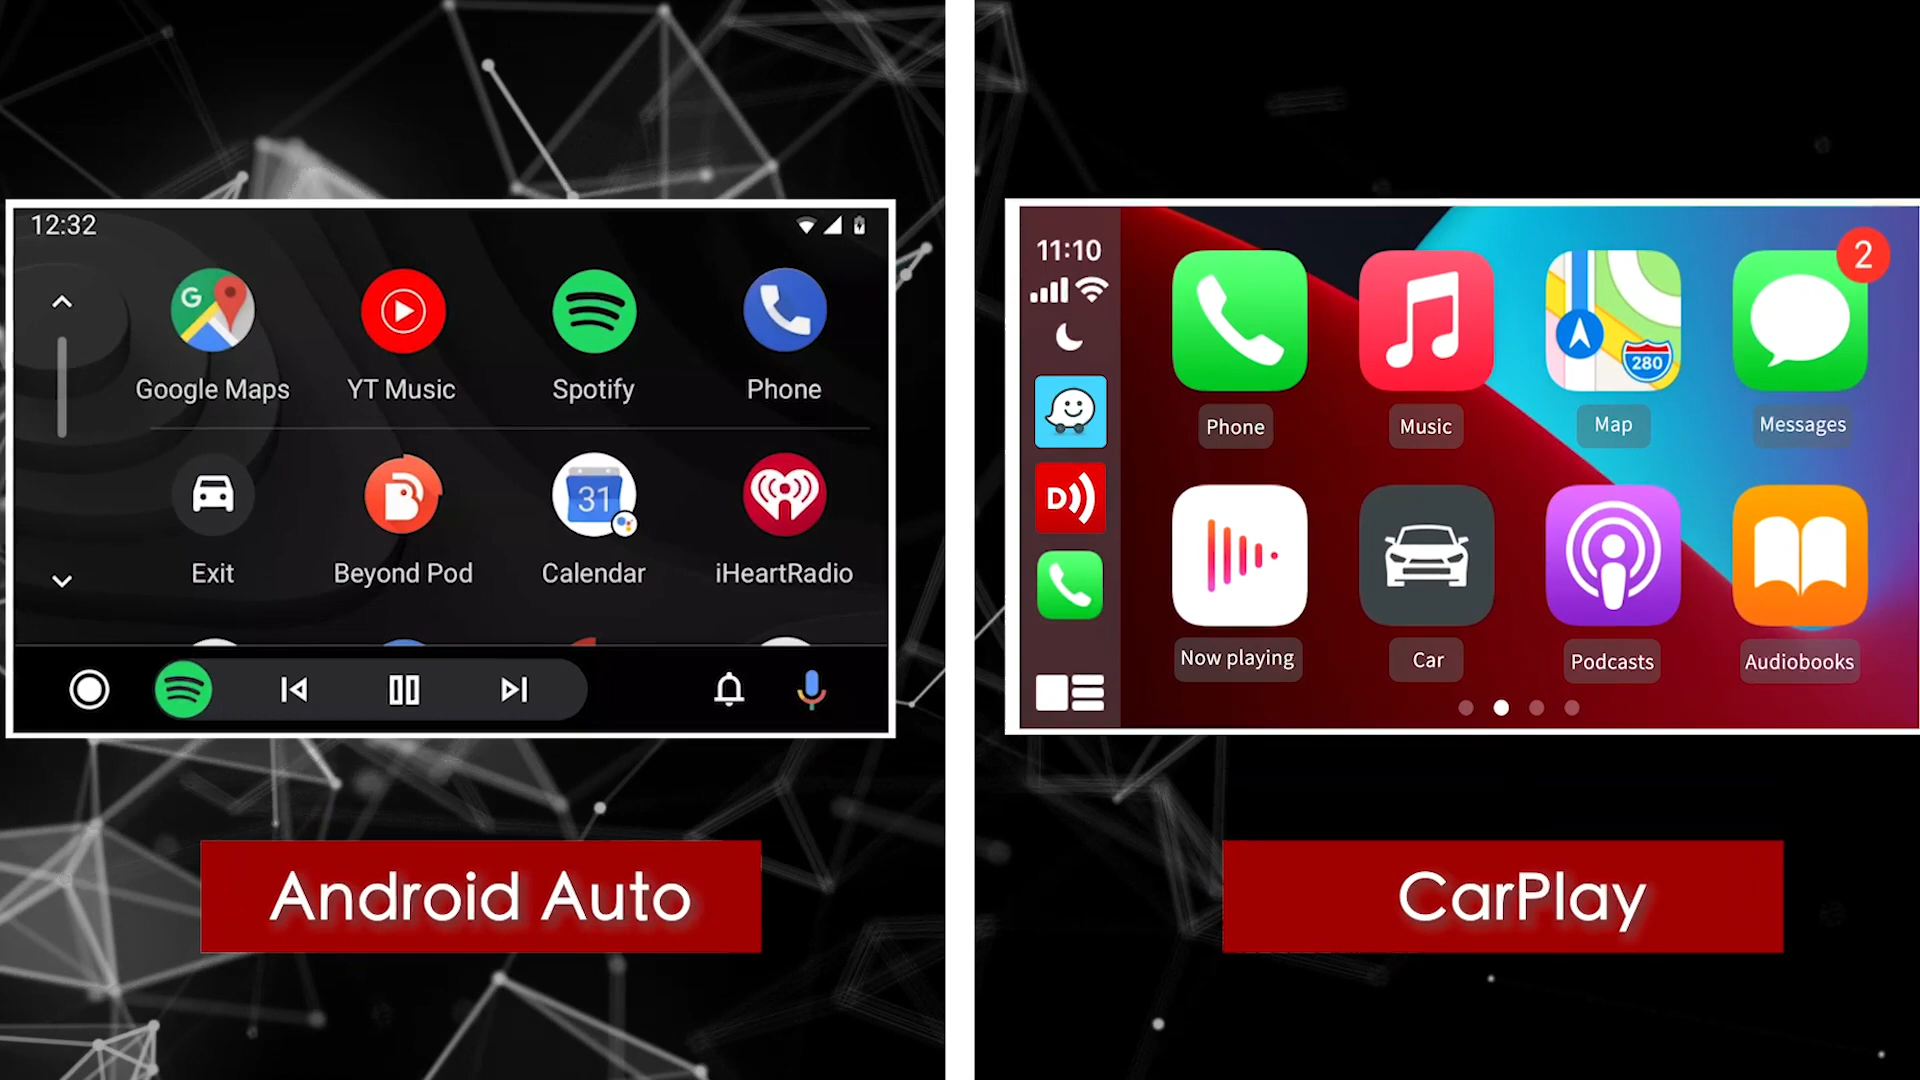 12:32
Google Maps
YT Music
Spotify
Phone
Exit
Beyond Pod
31
Calendar
iHeartRadio
Android Auto
11:10
D
280
2
Phone
Music
Map
Messages
Now playing
Car
Podcasts
Audiobooks
CarPlay